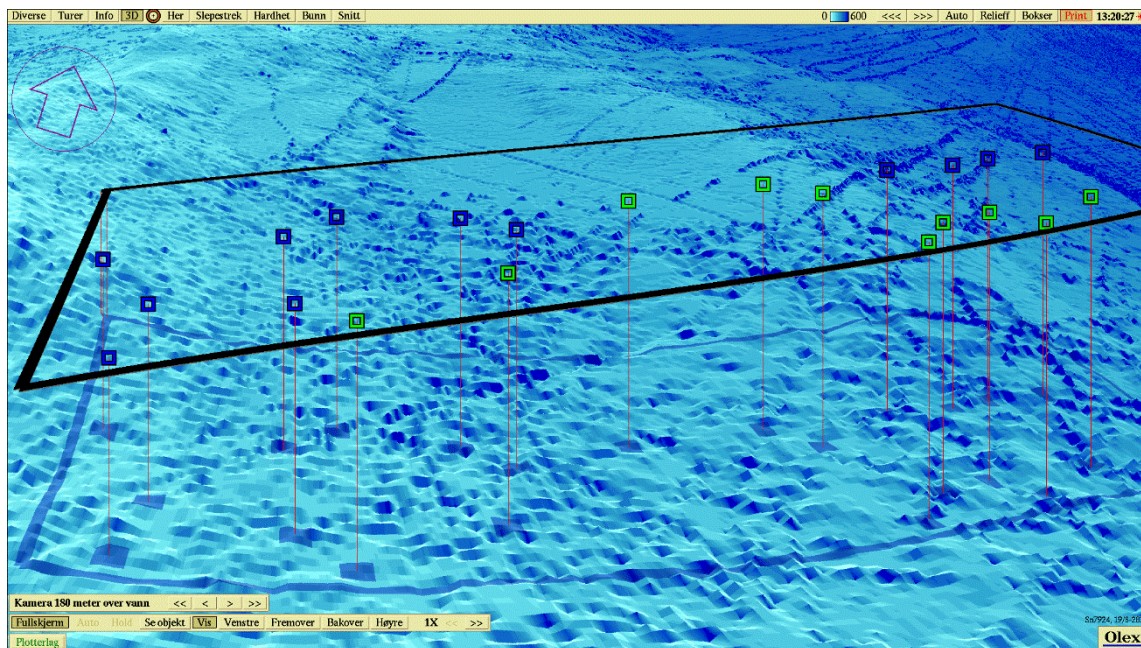 Diverse Turer Info 3D Her Slepestrek Hardhet Bunn Snitt 0 600 <<< >>> Auto Relieff Bokser Print 13:20:27
Kamera 180 meter over vann << < > >>
Fullskjerm Auto Hold Se objekt Vis Venstre Fremover Bakover Høyre 1X << >>
Plotterlag
Olex